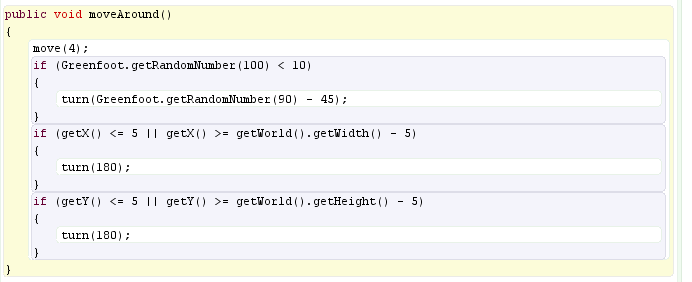 public void moveAround()
{
move(4);
if (Greenfoot.getRandomNumber(100) < 10)
{
turn(Greenfoot.getRandomNumber(90) - 45);
}
if (getX() <= 5 || getX() >= getWorld().getWidth() - 5)
{
turn(180);
}
if (getY() <= 5 || getY() >= getWorld().getHeight() - 5)
{
turn(180);
}
}